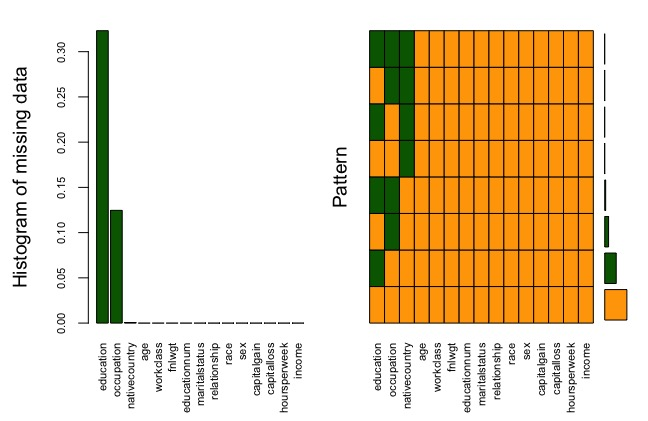 Histogram of missing data
0.00
0.05
0.10
0.15
0.20
0.25
0.30
education
occupation
nativecountry
age
workclass
fnlwgt
educationnum
maritalstatus
relationship
race
sex
capitalgain
capitalloss
hoursperweek
income
Pattern
education
occupation
nativecountry
age
workclass
fnlwgt
educationnum
maritalstatus
relationship
race
sex
capitalgain
capitalloss
hoursperweek
income